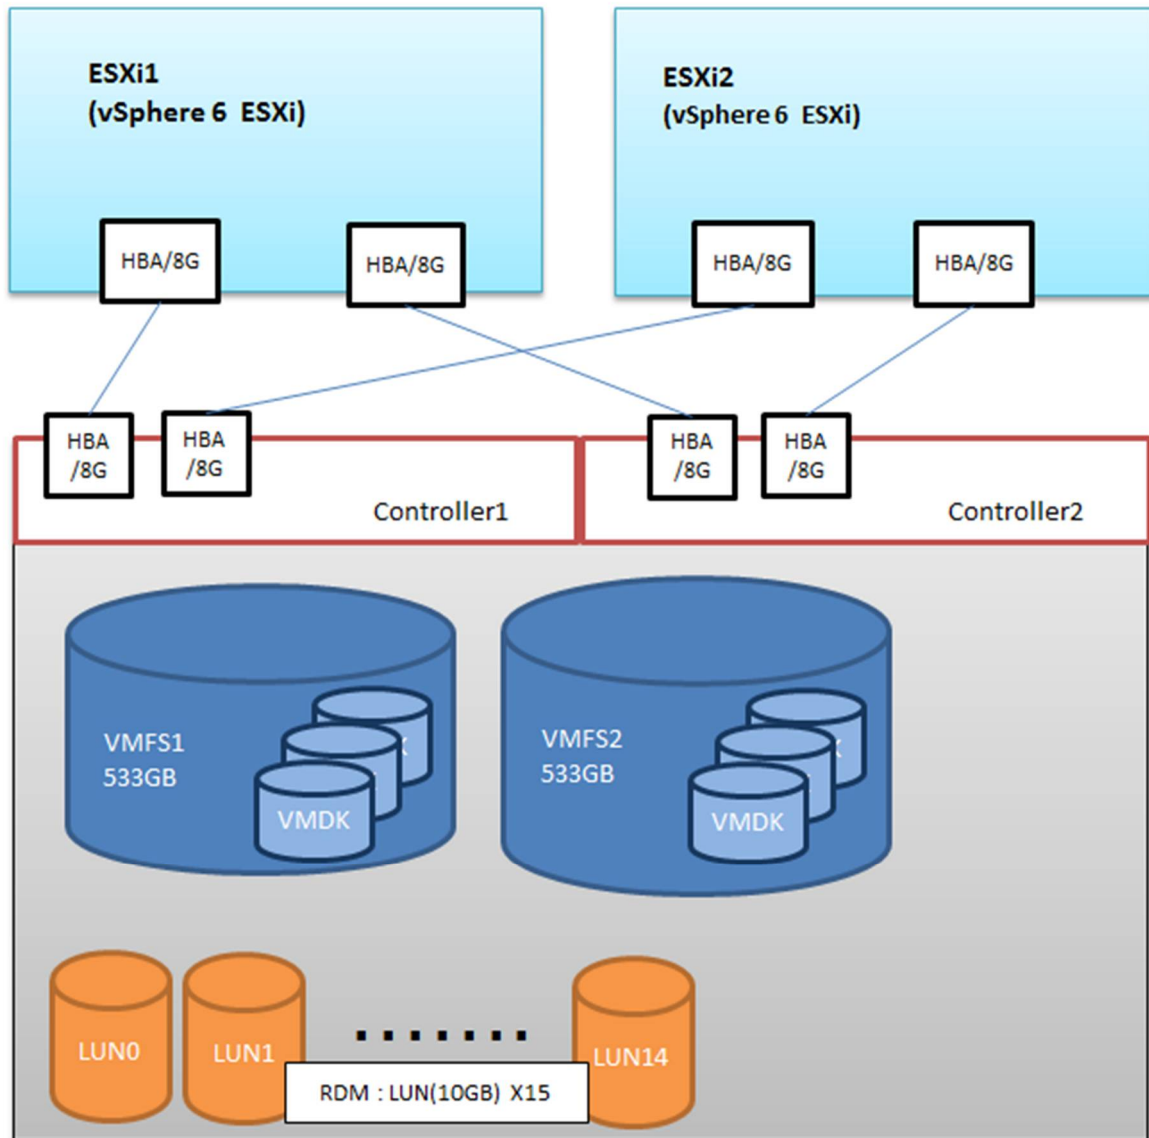 ESXi1
(vSphere 6 ESXi)
ESXi2
(vSphere 6 ESXi)
HBA/8G
HBA/8G
HBA/8G
HBA/8G
HBA
/8G
HBA
/8G
HBA
/8G
HBA
/8G
Controller1
Controller2
VMFS1
533GB
VMDK
VMFS2
533GB
VMDK
LUN0
LUN1
.......
LUN14
RDM : LUN(10GB) X15